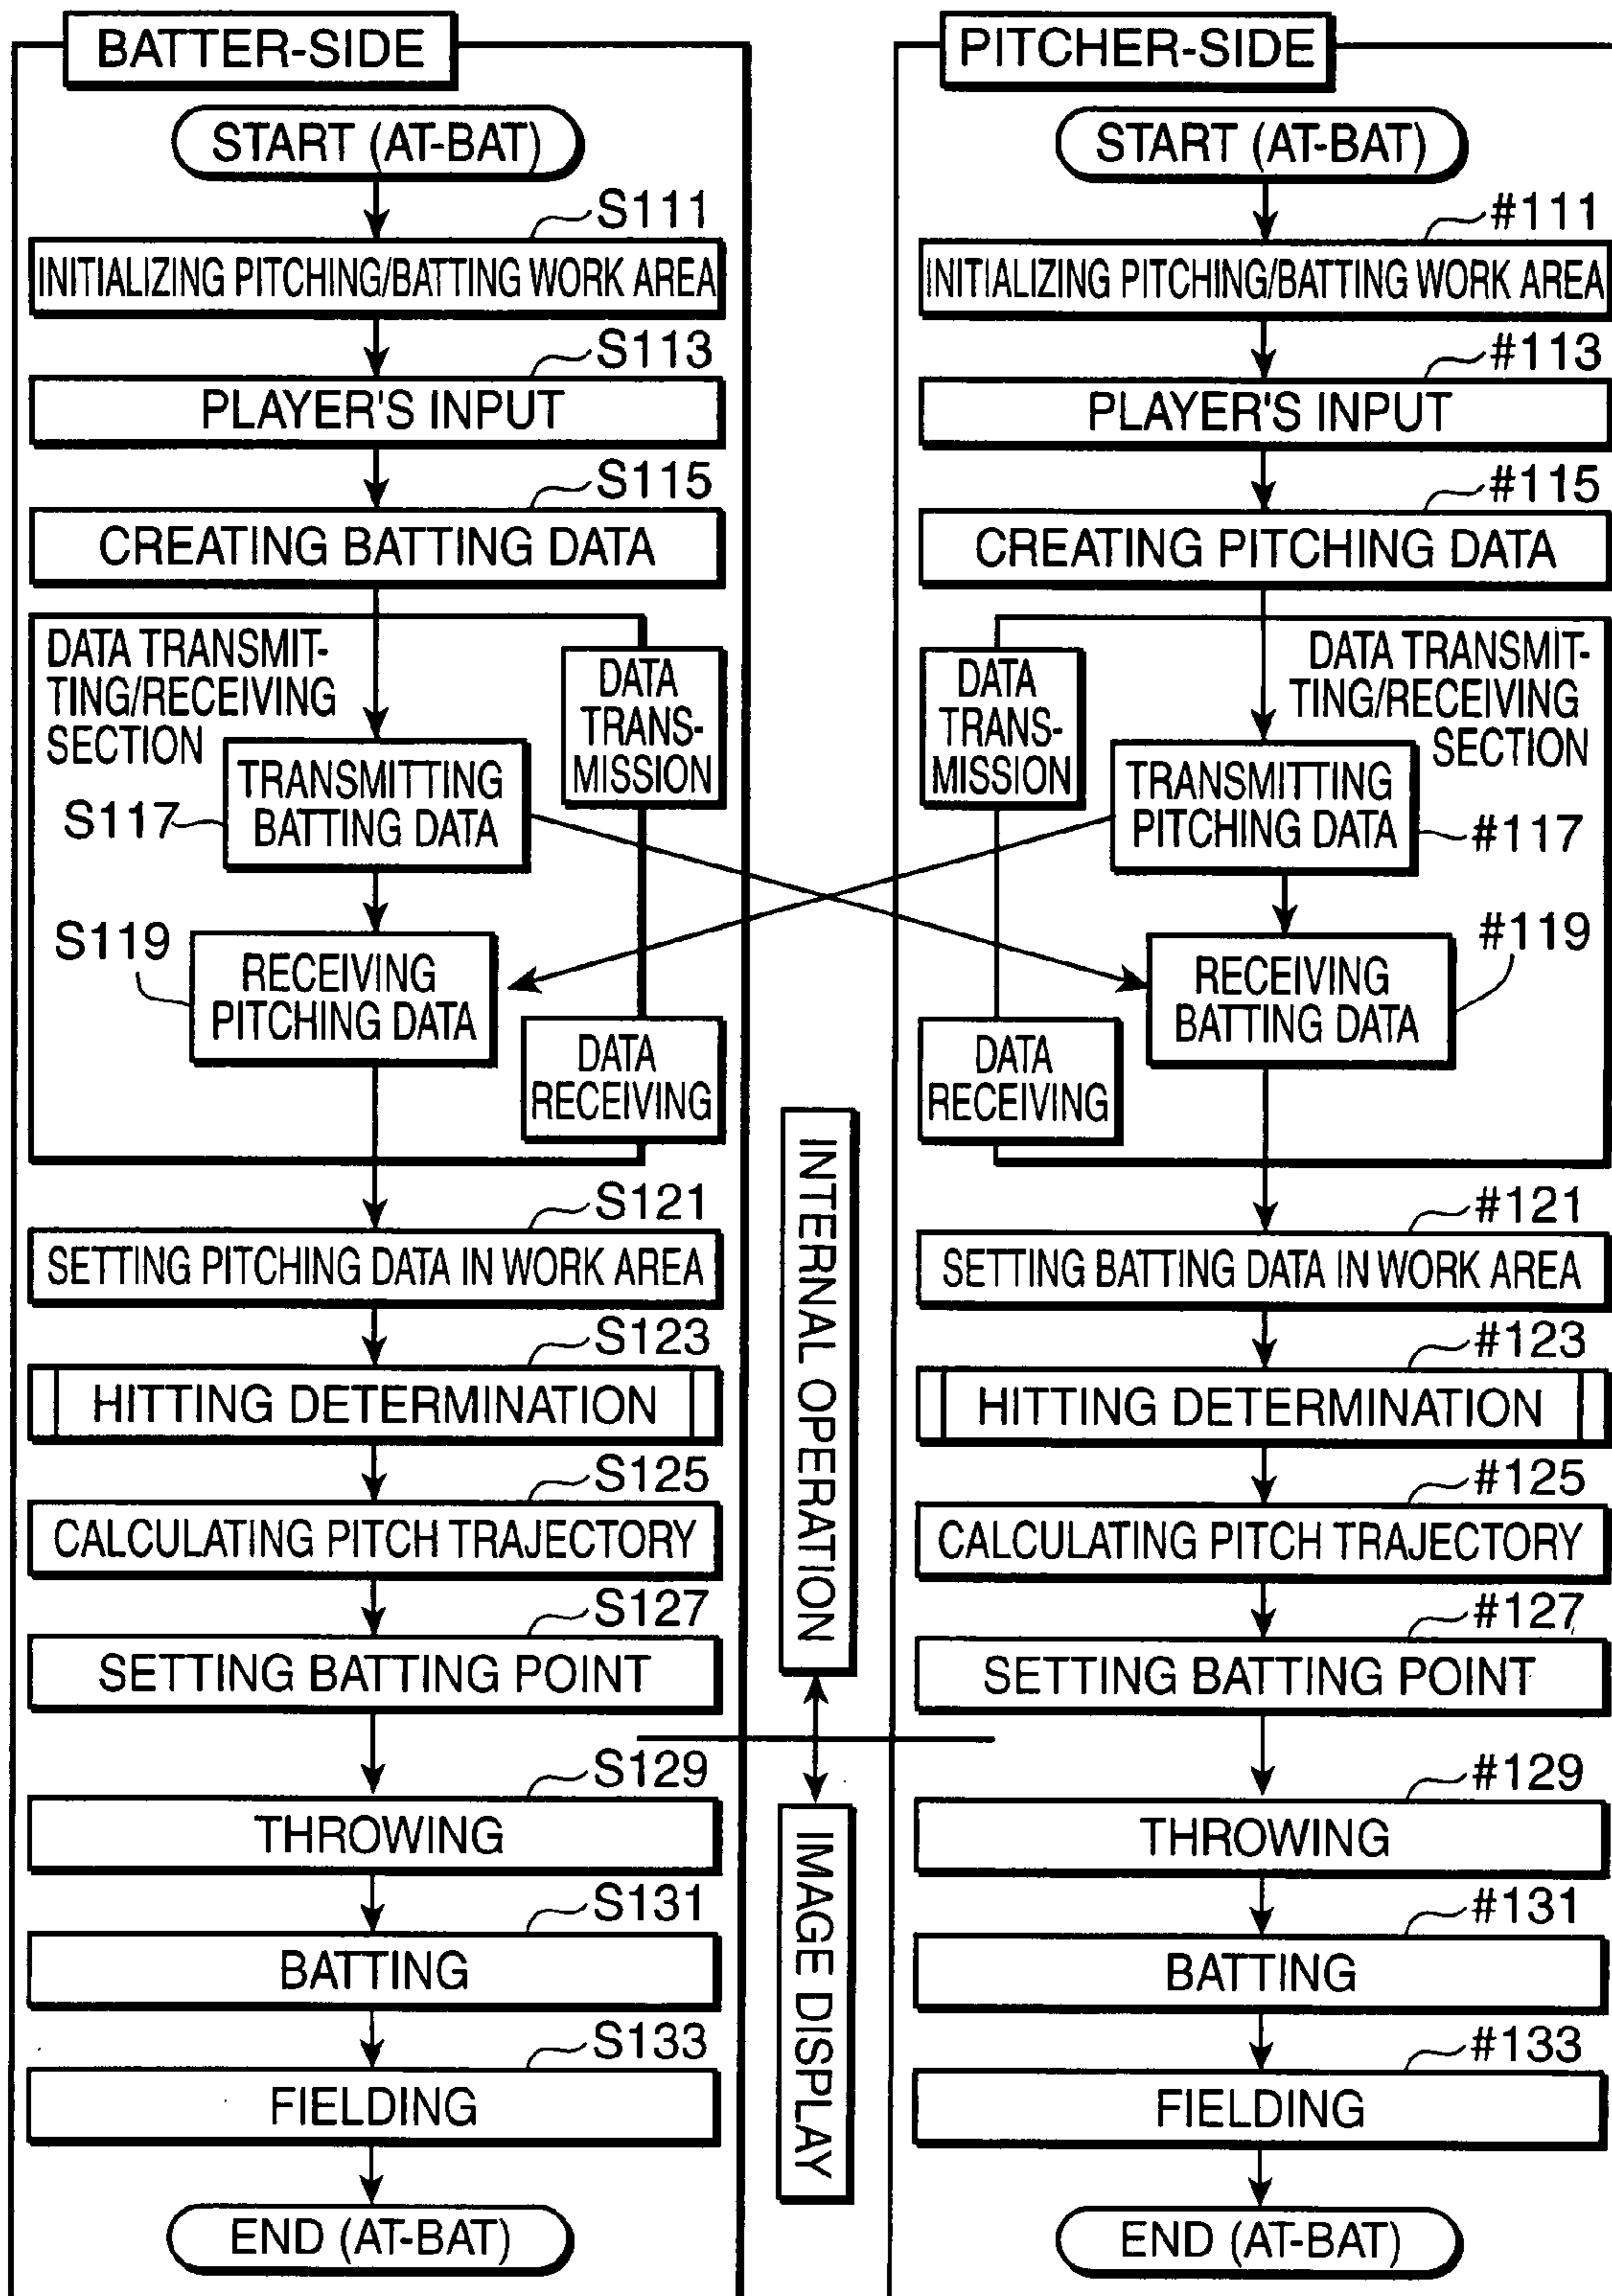 BATTER-SIDE
START (AT-BAT)
S111
INITIALIZING PITCHING/BATTING WORK AREA
S113
PLAYER'S INPUT
S115
CREATING BATTING DATA
DATA TRANSMIT-
TING/RECEIVING
SECTION
DATA
TRANS-
MISSION
TRANSMITTING
BATTING DATA
S117
S119
RECEIVING
PITCHING DATA
DATA
RECEIVING
S121
SETTING PITCHING DATA IN WORK AREA
S123
HITTING DETERMINATION
S125
CALCULATING PITCH TRAJECTORY
S127
SETTING BATTING POINT
S129
THROWING
S131
BATTING
S133
FIELDING
END (AT-BAT)
INTERNAL OPERATION
IMAGE DISPLAY
PITCHER-SIDE
START (AT-BAT)
#111
INITIALIZING PITCHING/BATTING WORK AREA
#113
PLAYER'S INPUT
#115
CREATING PITCHING DATA
DATA
TRANS-
MISSION
DATA TRANSMIT-
TING/RECEIVING
SECTION
TRANSMITTING
PITCHING DATA
#117
#119
RECEIVING
BATTING DATA
DATA
RECEIVING
#121
SETTING BATTING DATA IN WORK AREA
#123
HITTING DETERMINATION
#125
CALCULATING PITCH TRAJECTORY
#127
SETTING BATTING POINT
#129
THROWING
#131
BATTING
#133
FIELDING
END (AT-BAT)